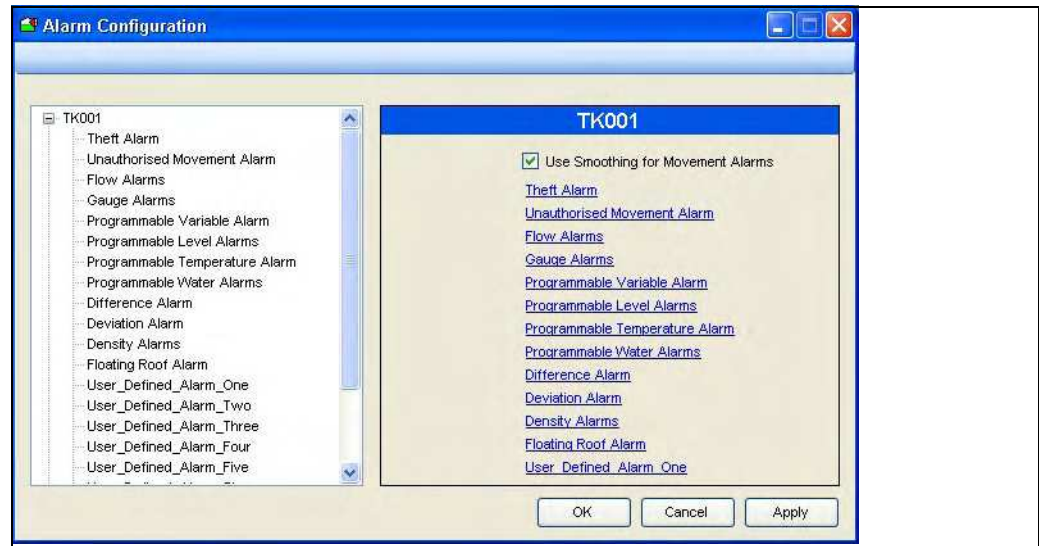 Alarm Configuration
TK001
Theft Alarm
Unauthorised Movement Alarm
Flow Alarms
Gauge Alarms
Programmable Variable Alarm
Programmable Level Alarms
Programmable Temperature Alarm
Programmable Water Alarms
Difference Alarm
Deviation Alarm
Density Alarms
Floating Roof Alarm
User_Defined_Alarm_One
User_Defined_Alarm_Two
User_Defined_Alarm_Three
User_Defined_Alarm_Four
User_Defined_Alarm_Five
TK001
Use Smoothing for Movement Alarms
Theft Alarm
Unauthorised Movement Alarm
Flow Alarms
Gauge Alarms
Programmable Variable Alarm
Programmable Level Alarms
Programmable Temperature Alarm
Programmable Water Alarms
Difference Alarm
Deviation Alarm
Density Alarms
Floating Roof Alarm
User_Defined_Alarm_One
OK Cancel Apply